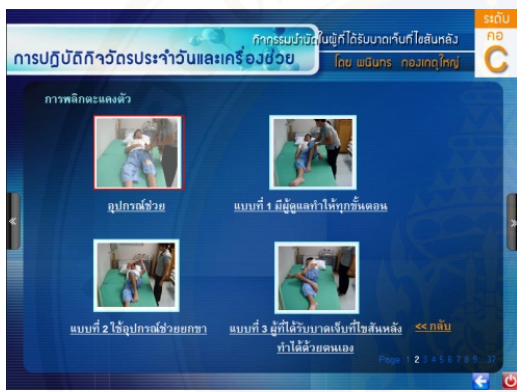 กิจกรรมบำบัดในผู้ที่ได้รับบาดเจ็บที่ไขสันหลัง
ระดับ
คอ
C
การปฏิบัติกิจวัตรประจำวันและเครื่องช่วย
โดย พนินทร กองเกตุใหญ่
การพลิกตะแคงตัว
อุปกรณ์ช่วย
แบบที่ 1 มีผู้ดูแลทำให้ทุกขั้นตอน
แบบที่ 2 ใช้อุปกรณ์ช่วยยกขา
แบบที่ 3 ผู้ที่ได้รับบาดเจ็บที่ไขสันหลัง
ทำได้ด้วยตนเอง
<< กลับ
Page 1 2 3 4 5 6 7 8 9 37